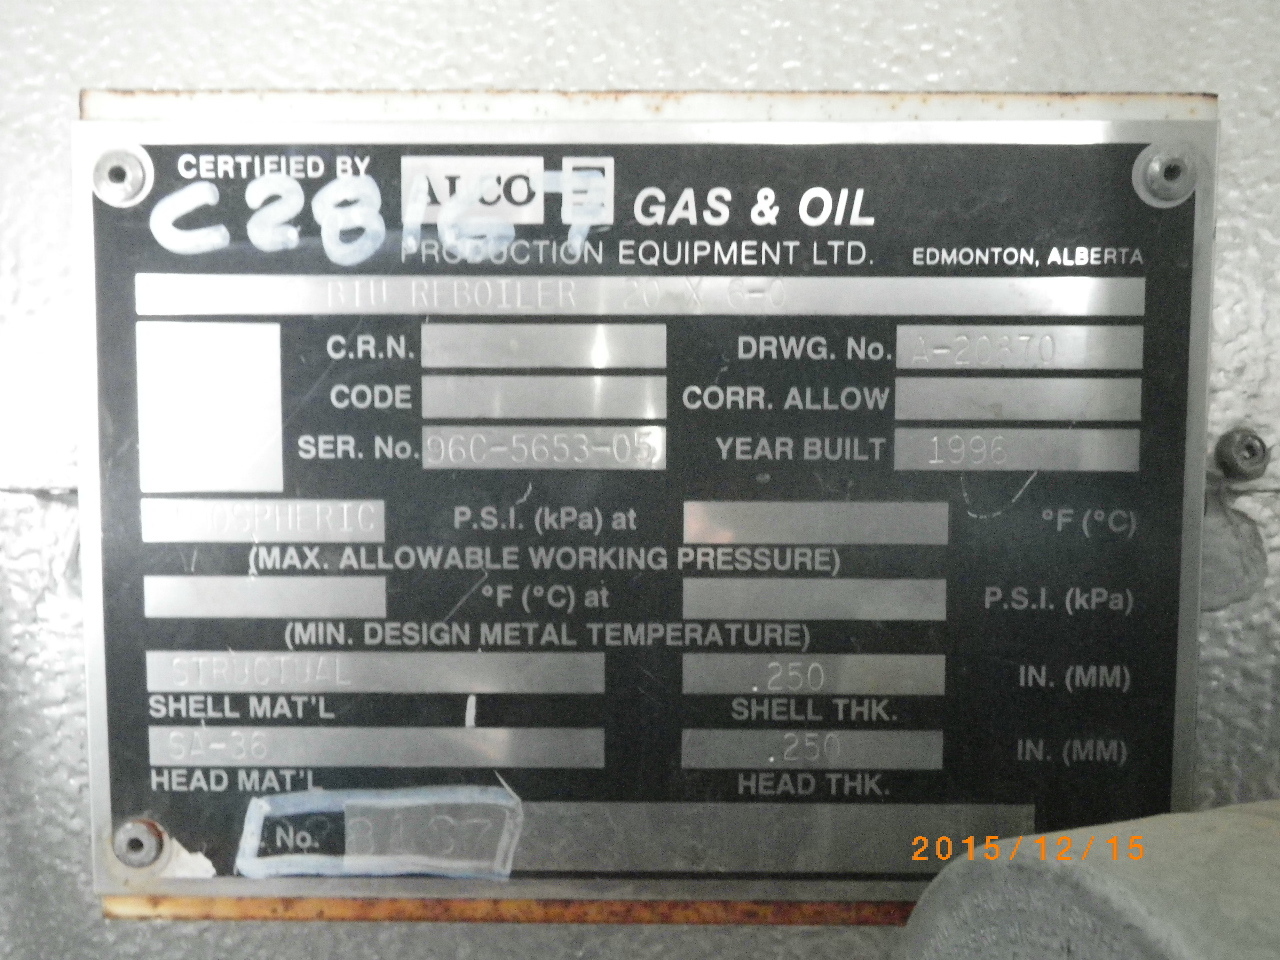 CERTIFIED BY ALCO GAS & OIL
PRODUCTION EQUIPMENT LTD. EDMONTON, ALBERTA
BTU REBOILER 20 X 6-0
C.R.N. DRWG. No. A-20870
CODE CORR. ALLOW
SER. No. 96C-5653-05 YEAR BUILT 1996
P.S.I. (kPa) at °F (°C)
(MAX. ALLOWABLE WORKING PRESSURE)
°F (°C) at P.S.I. (kPa)
(MIN. DESIGN METAL TEMPERATURE)
STRUCTUAL .250 IN. (MM)
SHELL MAT'L SHELL THK.
SA-36 .250 IN. (MM)
HEAD MAT'L HEAD THK.
No.
2015/12/15